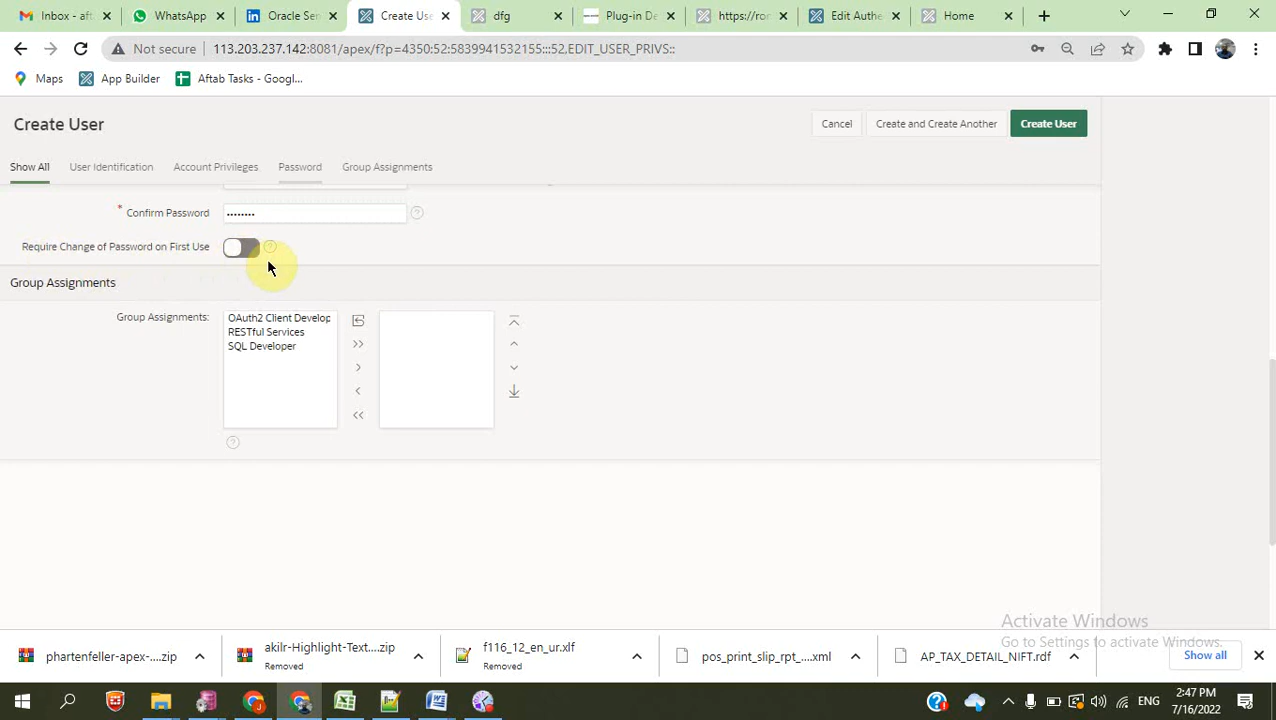 Inbox - aft
WhatsApp
Oracle Ser
Create Use
dfg
Plug-in De
https://ror
Edit Authe
Home
Not secure
113.203.237.142:8081/apex/f?p=4350:52:5839941532155:::52,EDIT_USER_PRIVS::
Maps
App Builder
Aftab Tasks - Googl...
Create User
Cancel
Create and Create Another
Create User
Show All
User Identification
Account Privileges
Password
Group Assignments
* Confirm Password
••••••••
Require Change of Password on First Use
Group Assignments
Group Assignments:
OAuth2 Client Develop
RESTful Services
SQL Developer
Activate Windows
Go to Settings to activate Windows.
phartenfeller-apex-....zip
akilr-Highlight-Text....zip
Removed
f116_12_en_ur.xlf
Removed
pos_print_slip_rpt_....xml
AP_TAX_DETAIL_NIFT.rdf
Show all
ENG
2:47 PM
7/16/2022